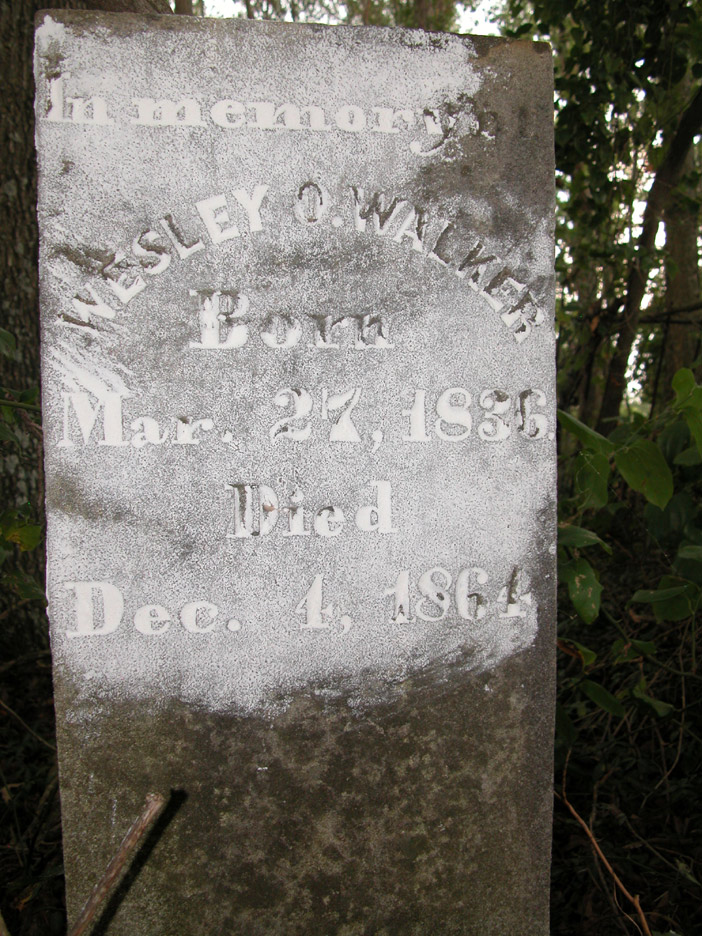 In memory
WESLEY O. WALKER
Born
Mar. 27, 1836.
Died
Dec. 4, 1864